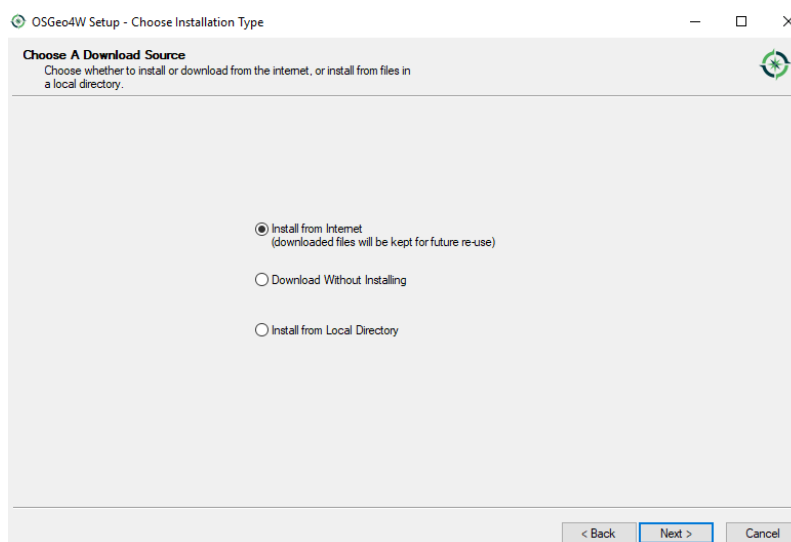 OSGeo4W Setup - Choose Installation Type
Choose A Download Source
Choose whether to install or download from the internet, or install from files in
a local directory.
Install from Internet
(downloaded files will be kept for future re-use)
Download Without Installing
Install from Local Directory
< Back Next > Cancel